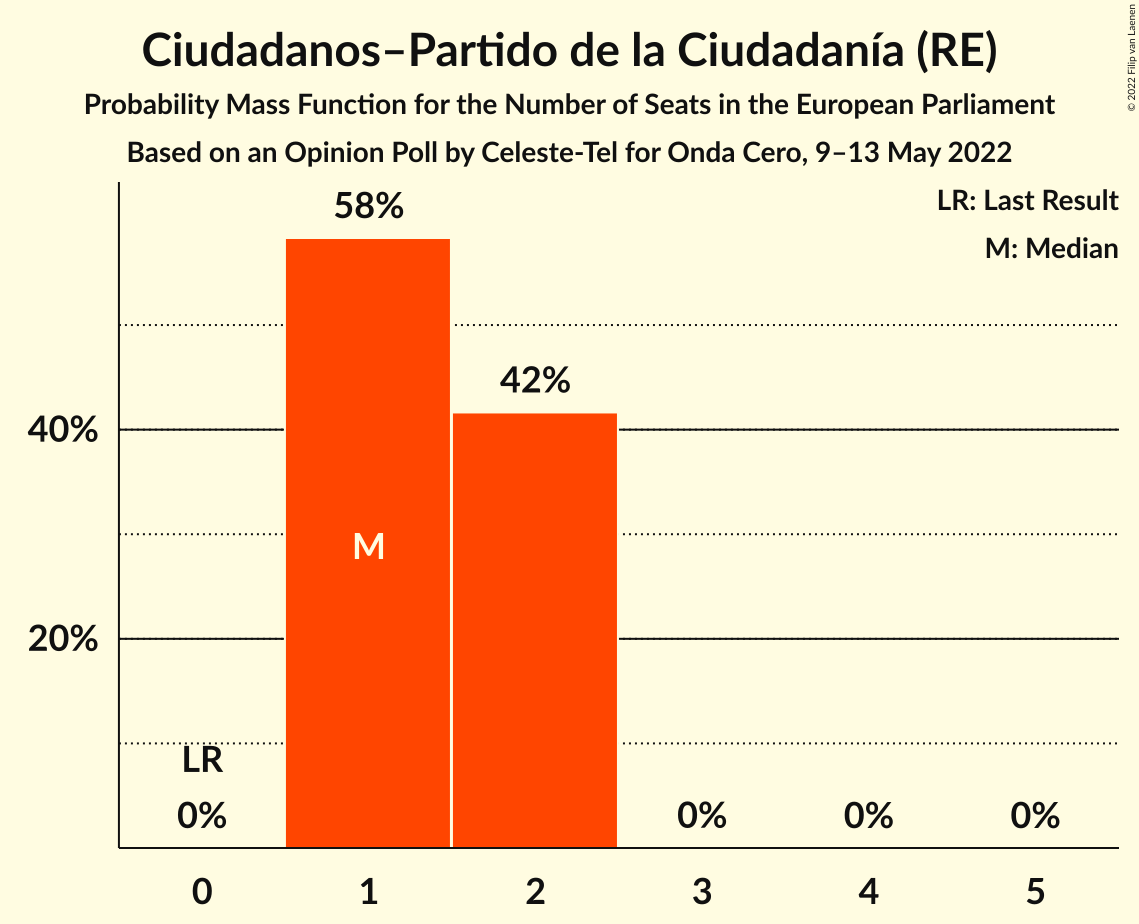 Ciudadanos–Partido de la Ciudadanía (RE)
Probability Mass Function for the Number of Seats in the European Parliament
Based on an Opinion Poll by Celeste-Tel for Onda Cero, 9–13 May 2022
© 2022 Filip van Laenen
LR: Last Result
M: Median
58%
42%
40%
M
20%
LR
0%
0%
0%
0%
0
1
2
3
4
5